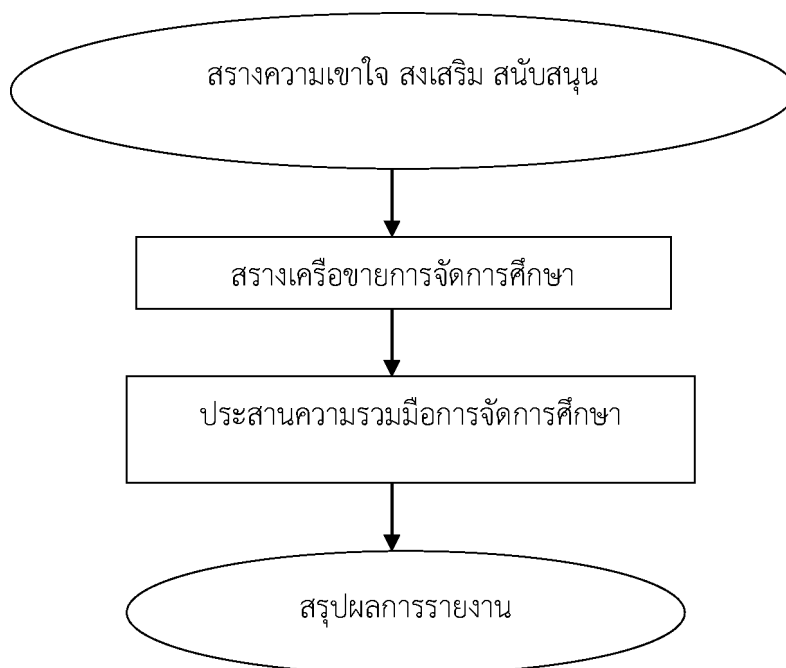 สรางความเขาใจ สงเสริม สนับสนุน
สรางเครือขายการจัดการศึกษา
ประสานความรวมมือการจัดการศึกษา
สรุปผลการรายงาน